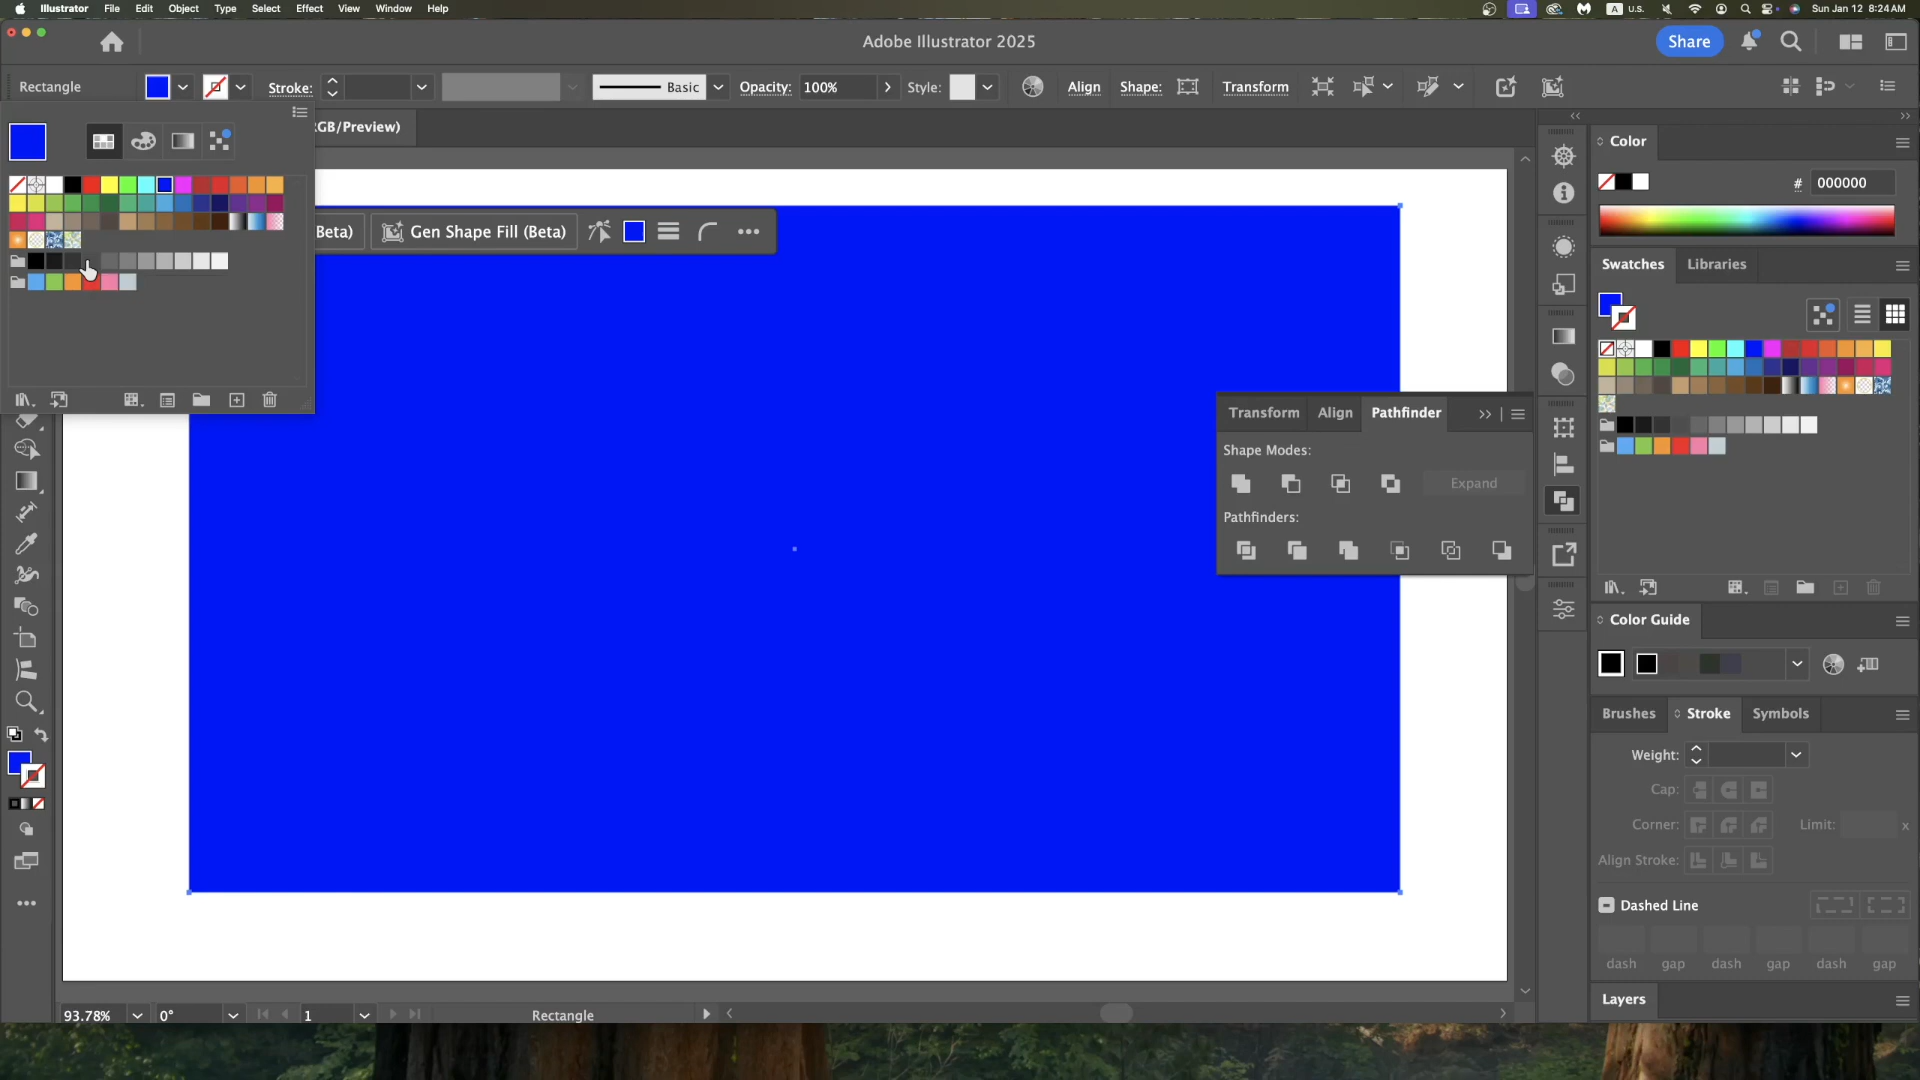 Illustrator File Edit Object Type Select Effect View Window Help
A U.S. Sun Jan 12 8:24 AM
Adobe Illustrator 2025
Share
Rectangle
Stroke:
Basic
Opacity: 100%
Style:
Align
Shape:
Transform
RGB/Preview)
Beta)
Gen Shape Fill (Beta)
Transform Align Pathfinder
Shape Modes:
Expand
Pathfinders:
Color
# 000000
Swatches Libraries
Color Guide
Brushes Stroke Symbols
Weight:
Cap:
Corner: Limit: x
Align Stroke:
Dashed Line
dash gap dash gap dash gap
Layers
93.78% 0° 1 Rectangle